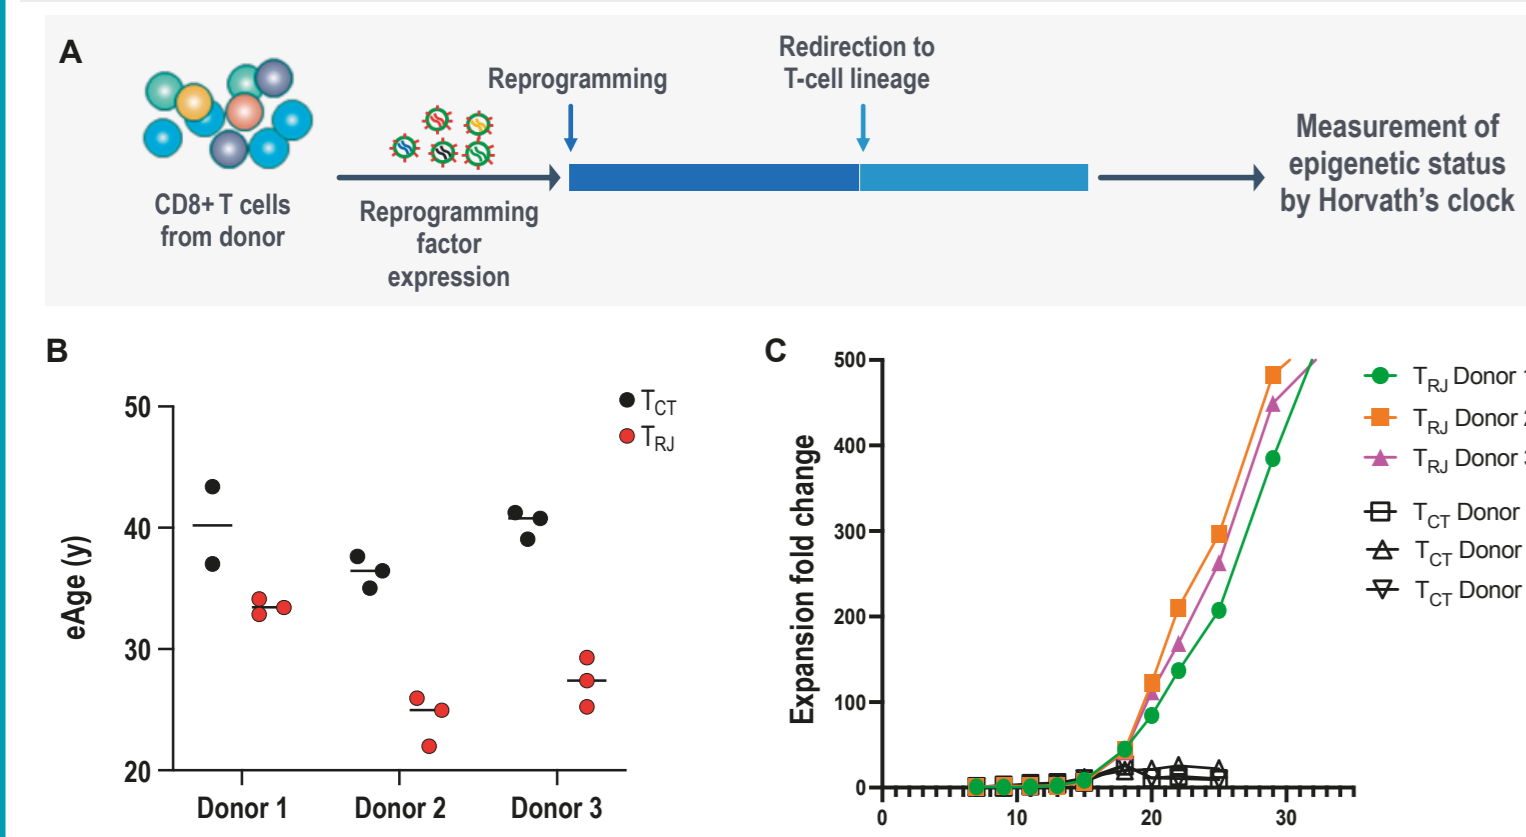 A
CD8+ T cells
from donor
Reprogramming
factor
expression
Reprogramming
Redirection to
T-cell lineage
Measurement of
epigenetic status
by Horvath's clock
B
eAge (y)
50
40
30
20
Donor 1
Donor 2
Donor 3
TCT
TRJ
C
Expansion fold change
500
400
300
200
100
0
0
10
20
30
TRJ Donor 1
TRJ Donor 2
TRJ Donor 3
TCT Donor
TCT Donor
TCT Donor